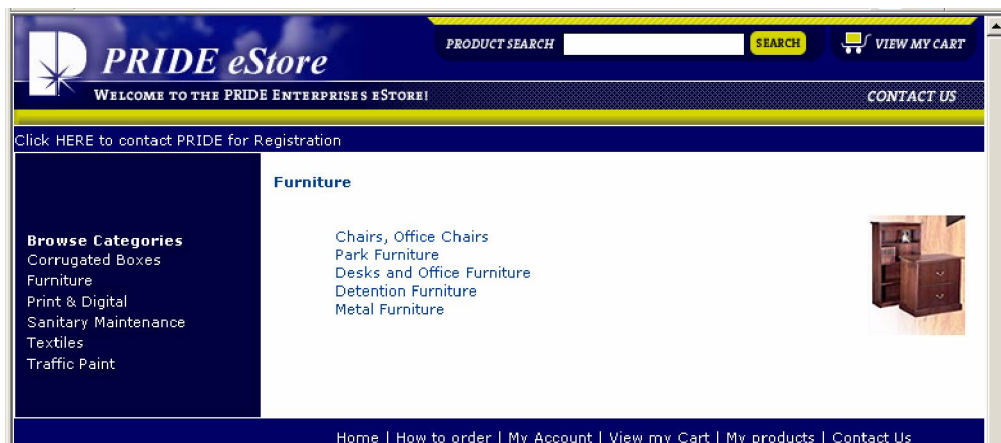 PRIDE eStore
PRODUCT SEARCH
SEARCH
VIEW MY CART
WELCOME TO THE PRIDE ENTERPRISES ESTORE!
CONTACT US
Click HERE to contact PRIDE for Registration
Furniture
Browse Categories
Corrugated Boxes
Furniture
Print & Digital
Sanitary Maintenance
Textiles
Traffic Paint
Chairs, Office Chairs
Park Furniture
Desks and Office Furniture
Detention Furniture
Metal Furniture
Home | How to order | My Account | View my Cart | My products | Contact Us